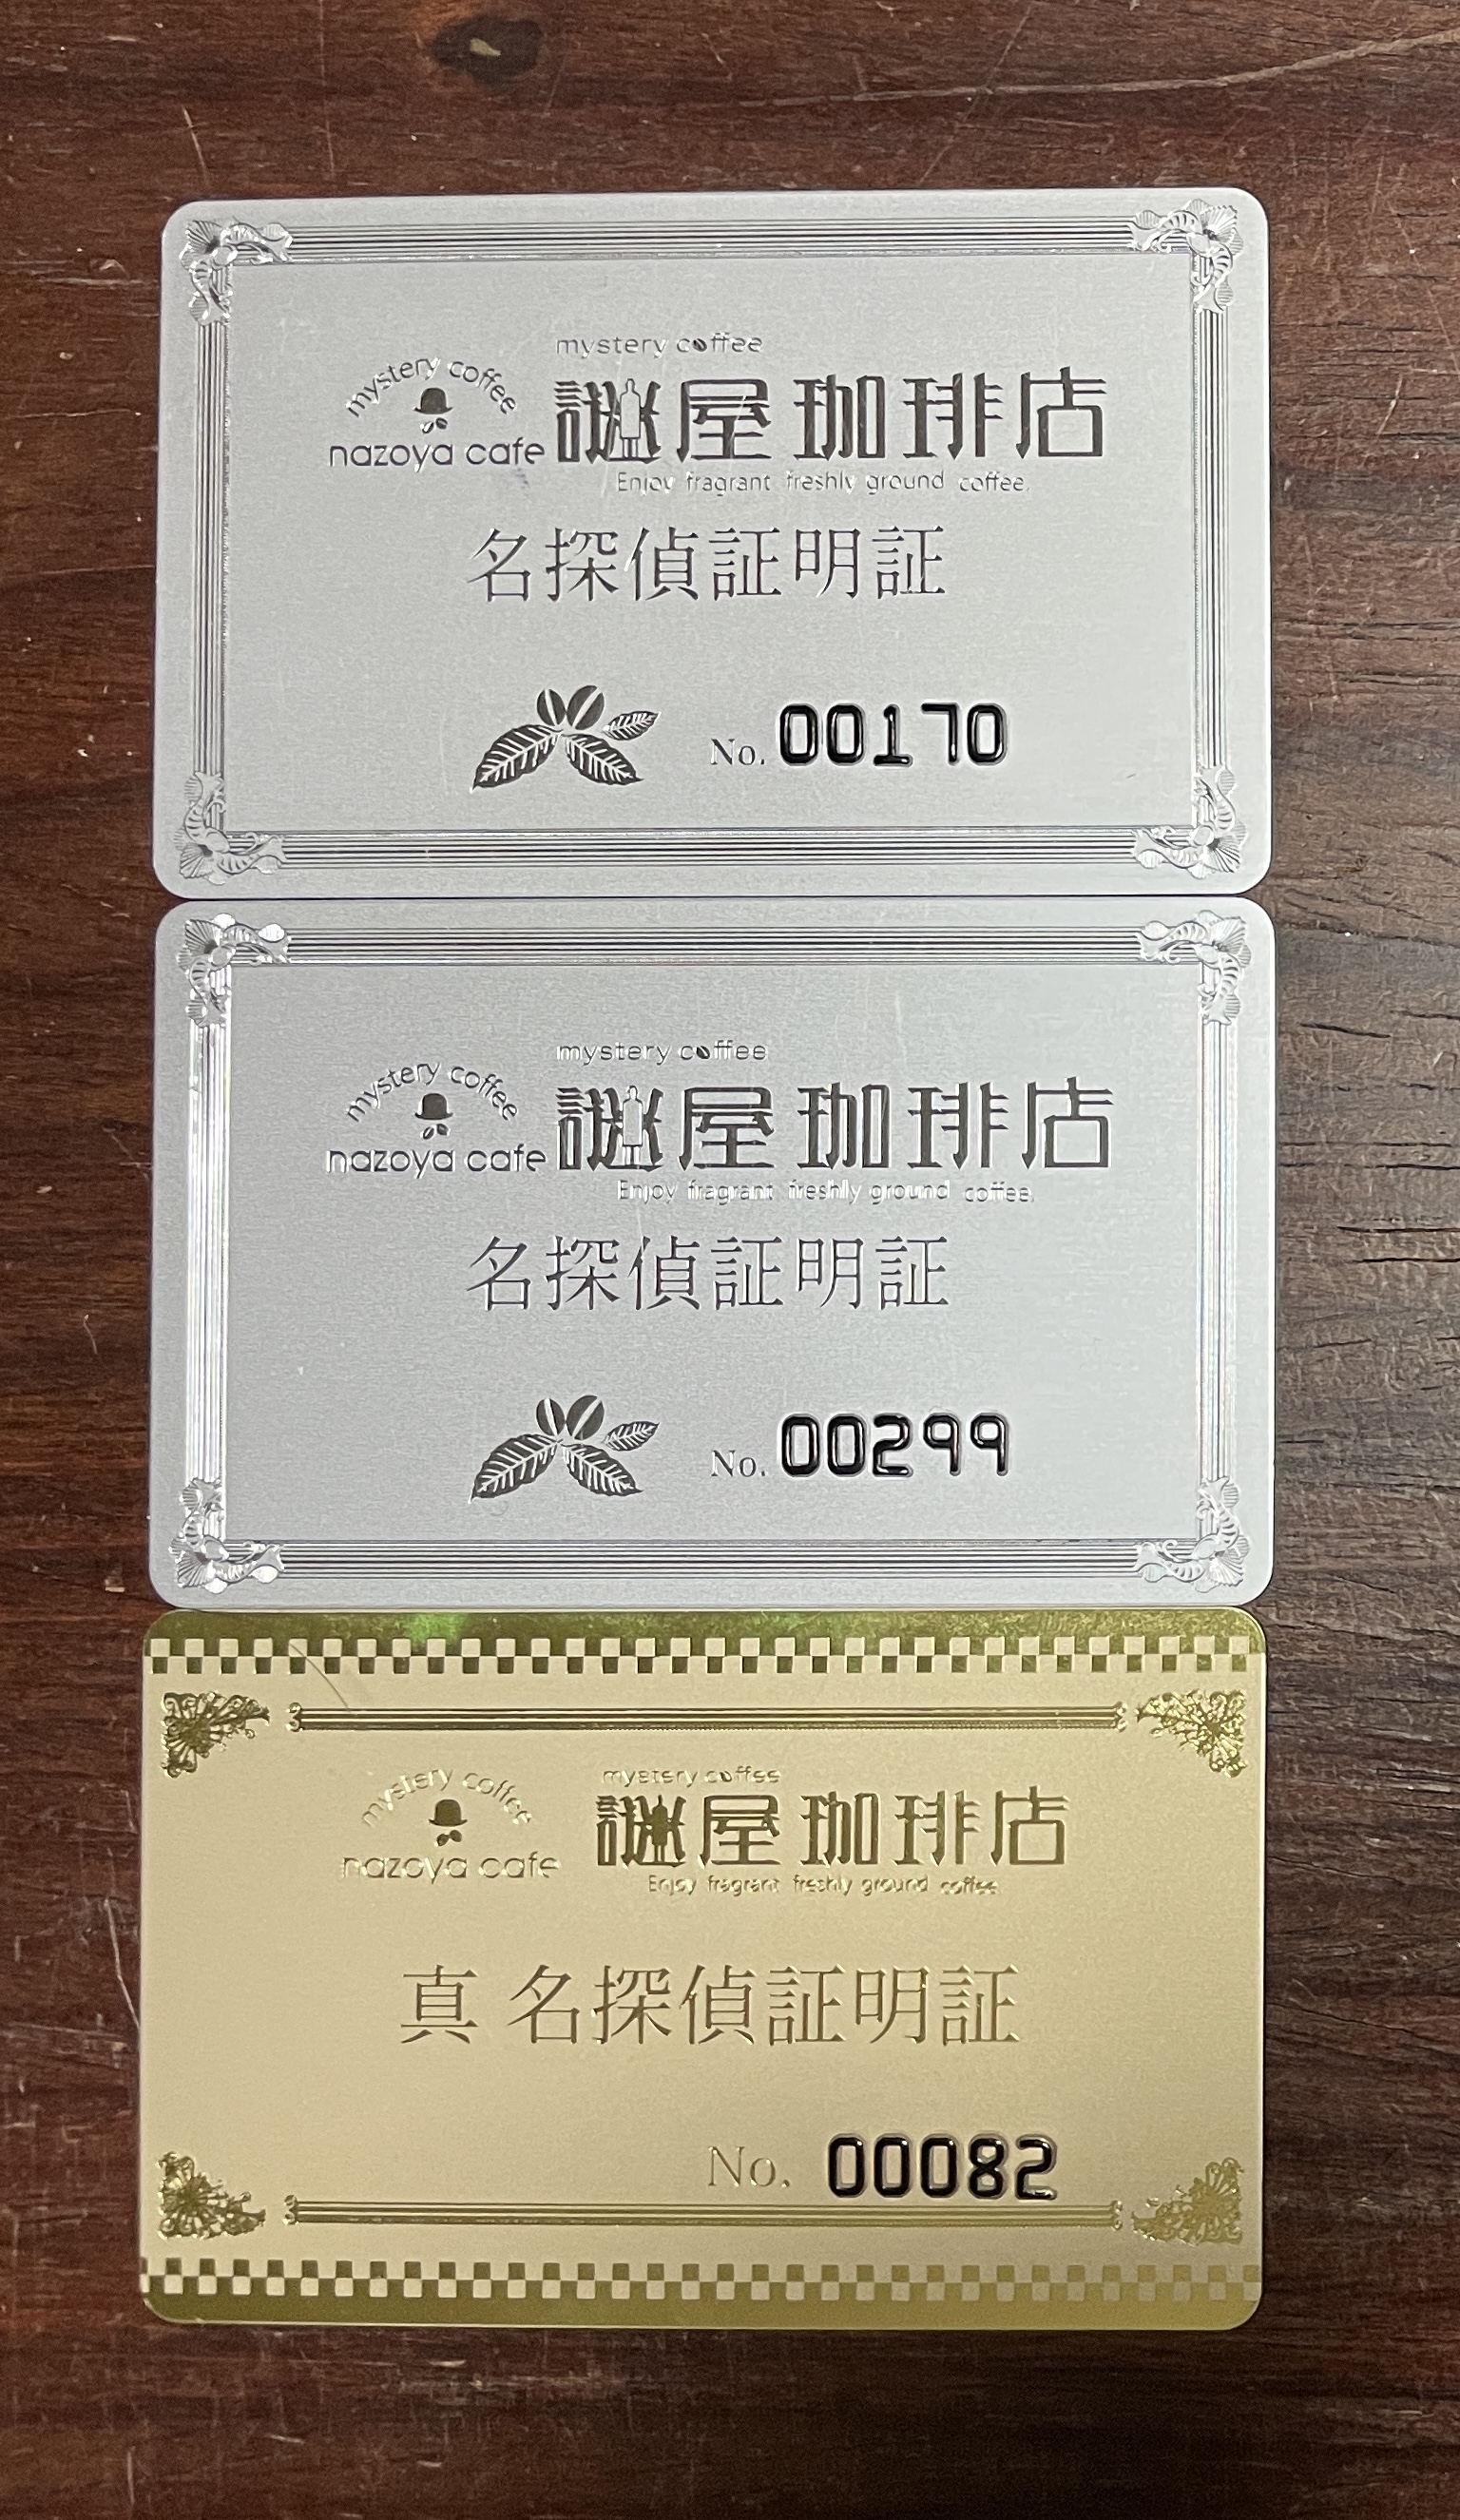 mystery coffee
mystery coffee
nazoya cafe
謎屋珈琲店
Enjoy fragrant freshly ground coffee.
名探偵証明証
No. 00170
mystery coffee
mystery coffee
nazoya cafe
謎屋珈琲店
Enjoy fragrant freshly ground coffee.
名探偵証明証
No. 00299
mystery coffee
mystery coffee
nazoya cafe
謎屋珈琲店
Enjoy fragrant freshly ground coffee.
真 名探偵証明証
No. 00082